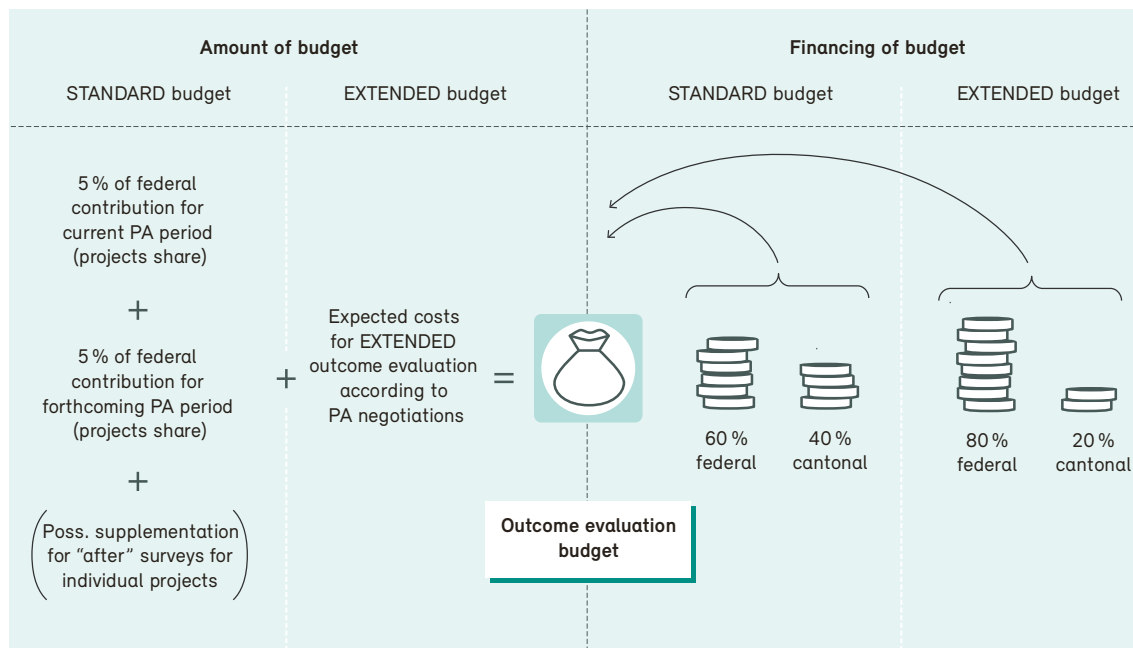 Amount of budget
Financing of budget
STANDARD budget
EXTENDED budget
STANDARD budget
EXTENDED budget
5 % of federal
contribution for
current PA period
(projects share)
+
5 % of federal
contribution for
forthcoming PA period
(projects share)
+
(Poss. supplementation
for “after” surveys for
individual projects)
+
Expected costs
for EXTENDED
outcome evaluation
according to
PA negotiations
=
Outcome evaluation
budget
60 %
federal
40 %
cantonal
80 %
federal
20 %
cantonal